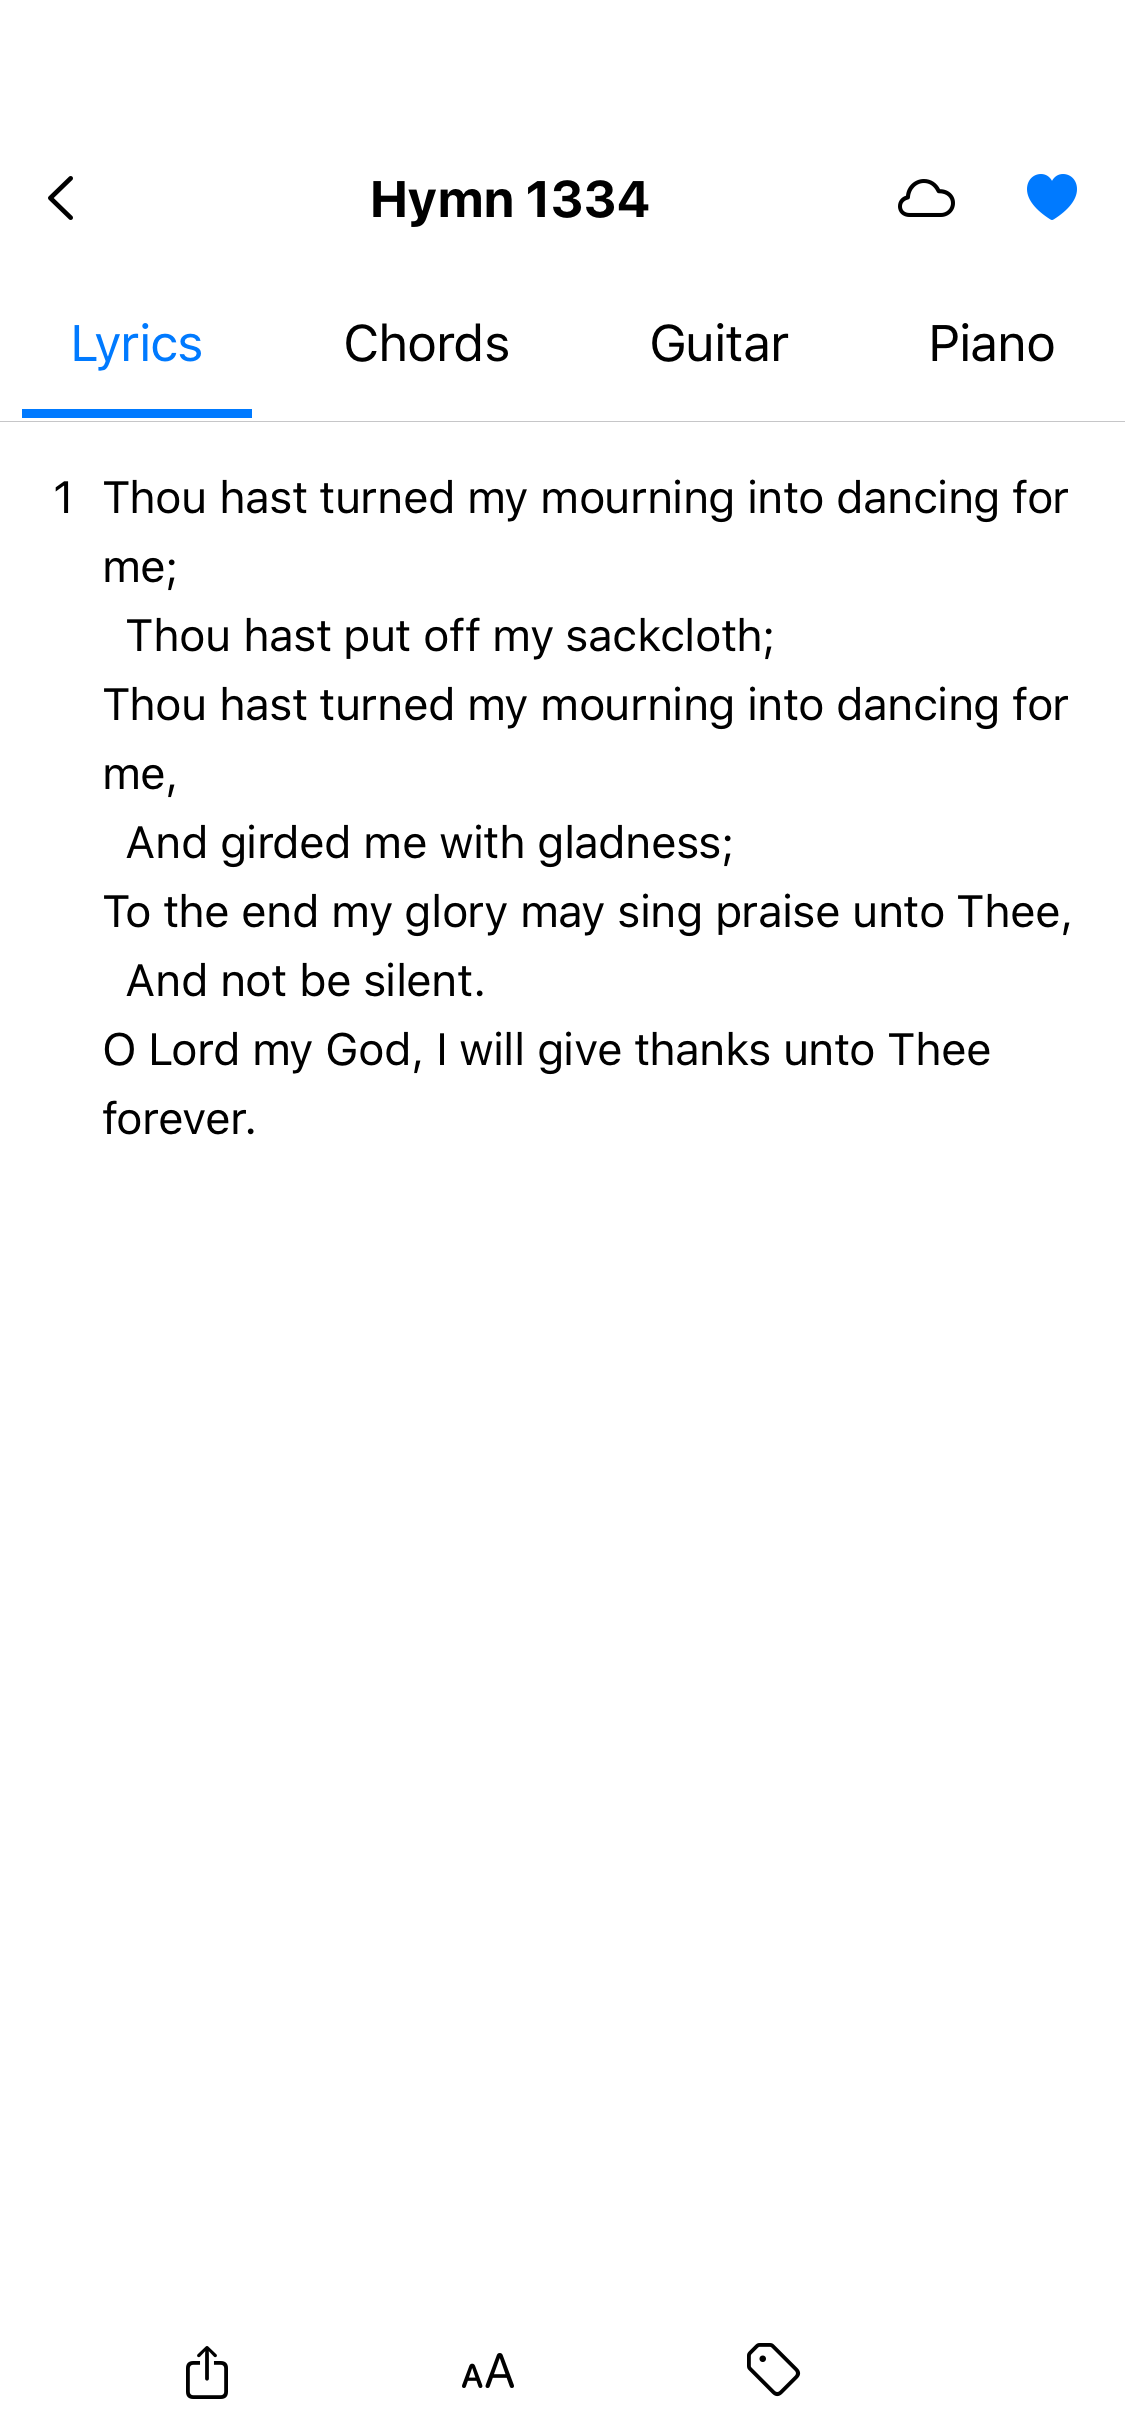 Hymn 1334
Lyrics Chords Guitar Piano
1 Thou hast turned my mourning into dancing for
me;
Thou hast put off my sackcloth;
Thou hast turned my mourning into dancing for
me,
And girded me with gladness;
To the end my glory may sing praise unto Thee,
And not be silent.
O Lord my God, I will give thanks unto Thee
forever.
AA